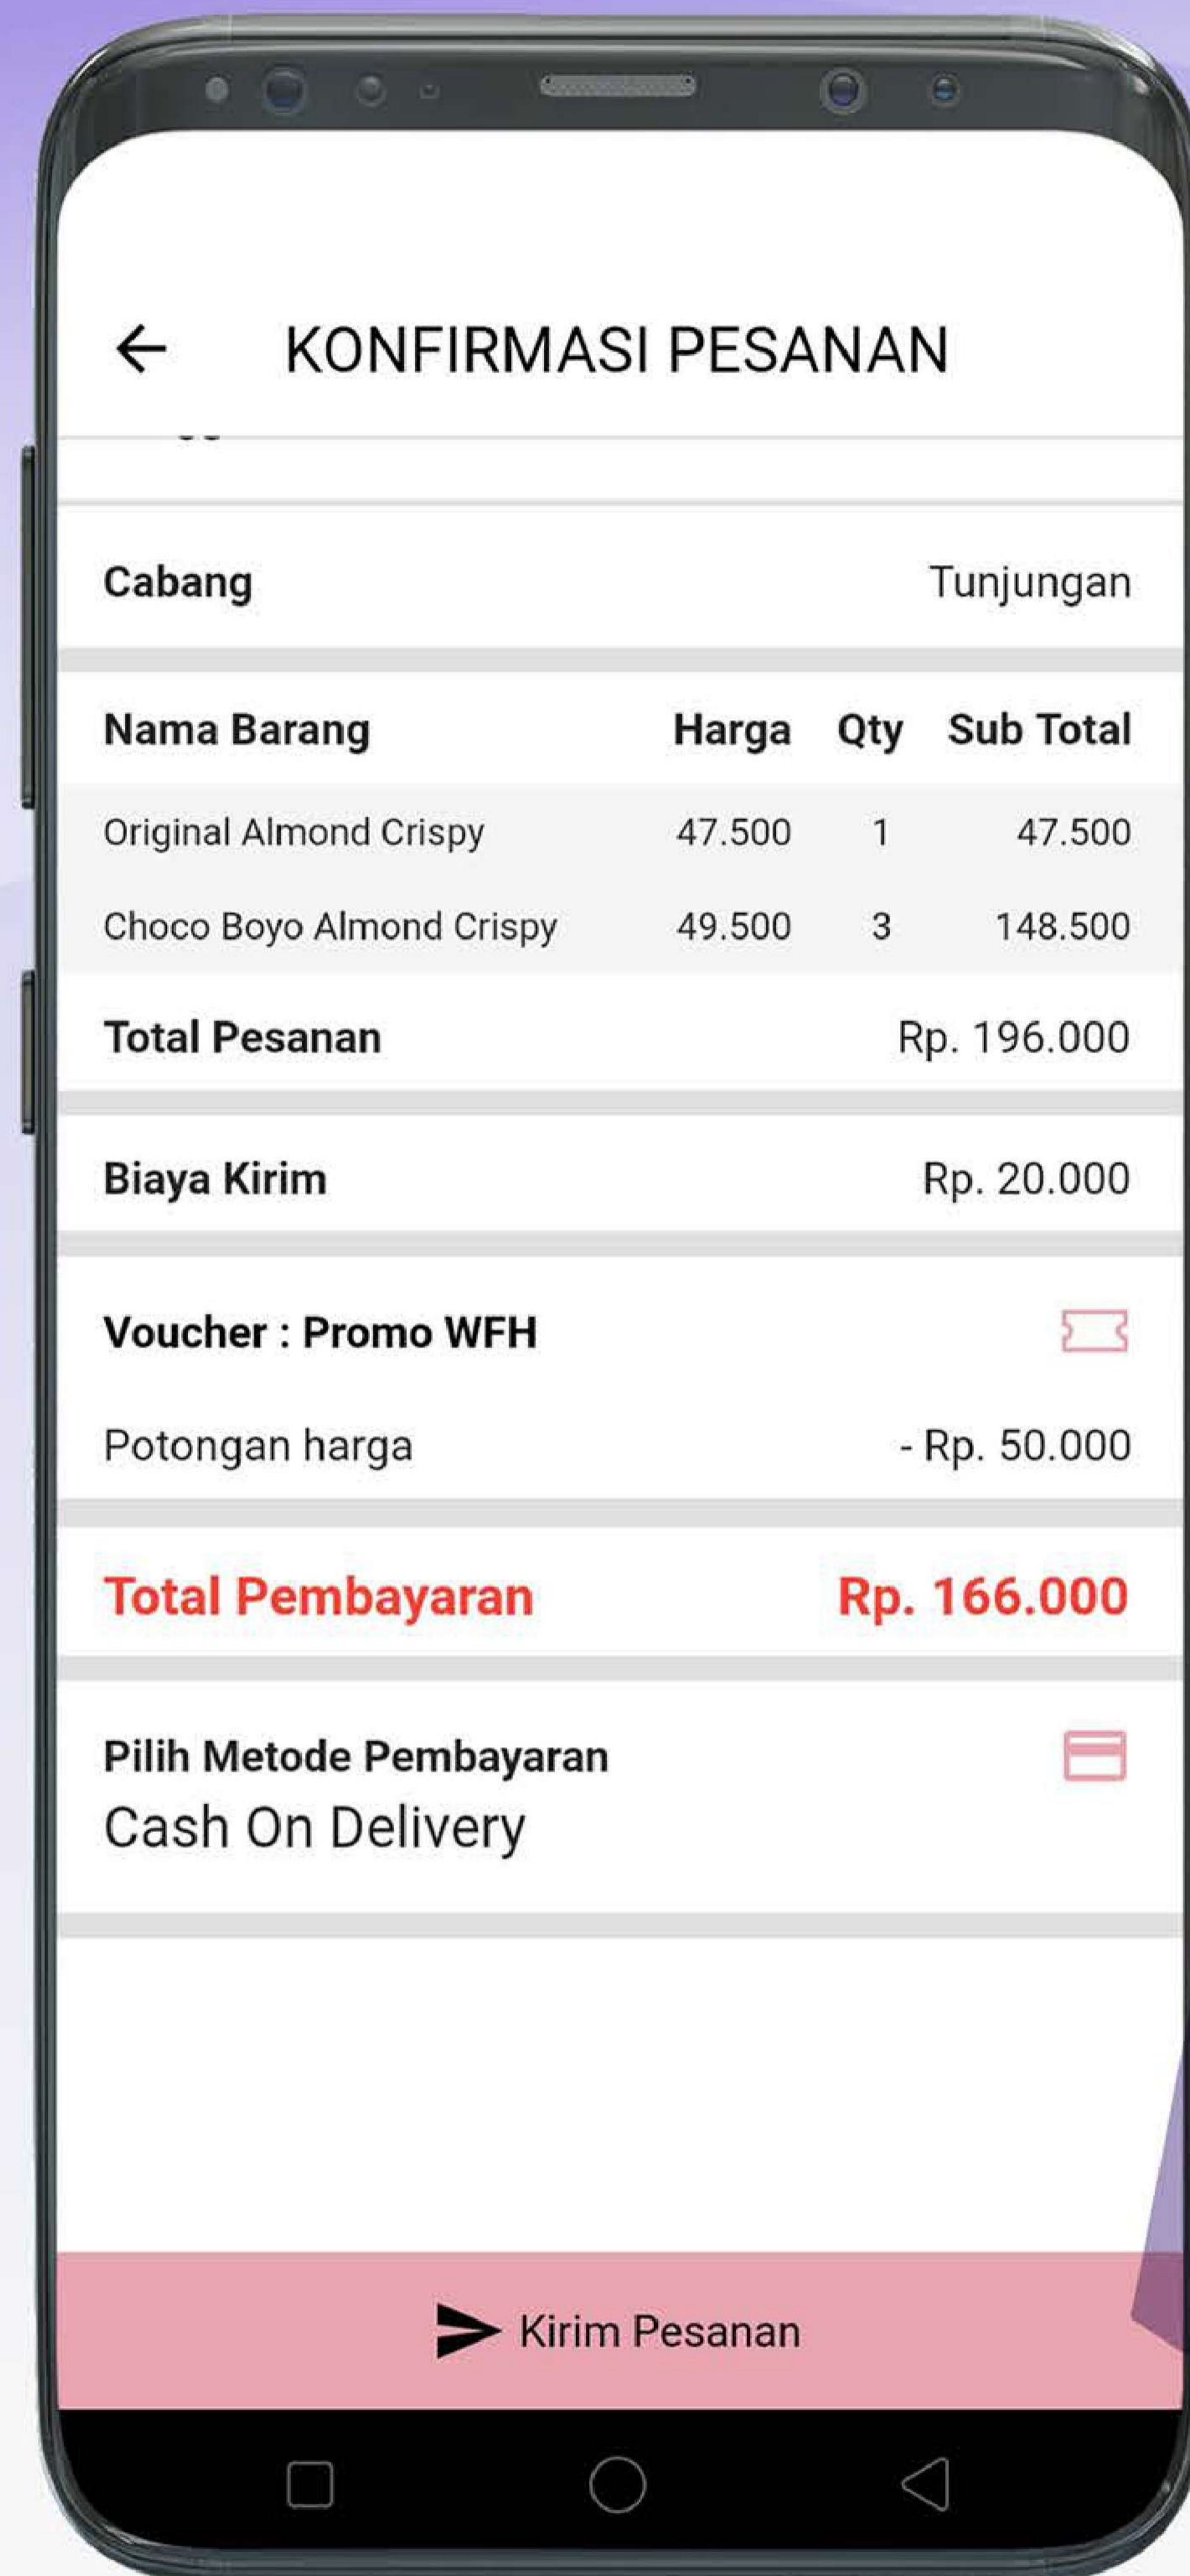 KONFIRMASI PESANAN
Cabang Tunjungan
Nama Barang Harga Qty Sub Total
Original Almond Crispy 47.500 1 47.500
Choco Boyo Almond Crispy 49.500 3 148.500
Total Pesanan Rp. 196.000
Biaya Kirim Rp. 20.000
Voucher : Promo WFH
Potongan harga - Rp. 50.000
Total Pembayaran Rp. 166.000
Pilih Metode Pembayaran
Cash On Delivery
Kirim Pesanan